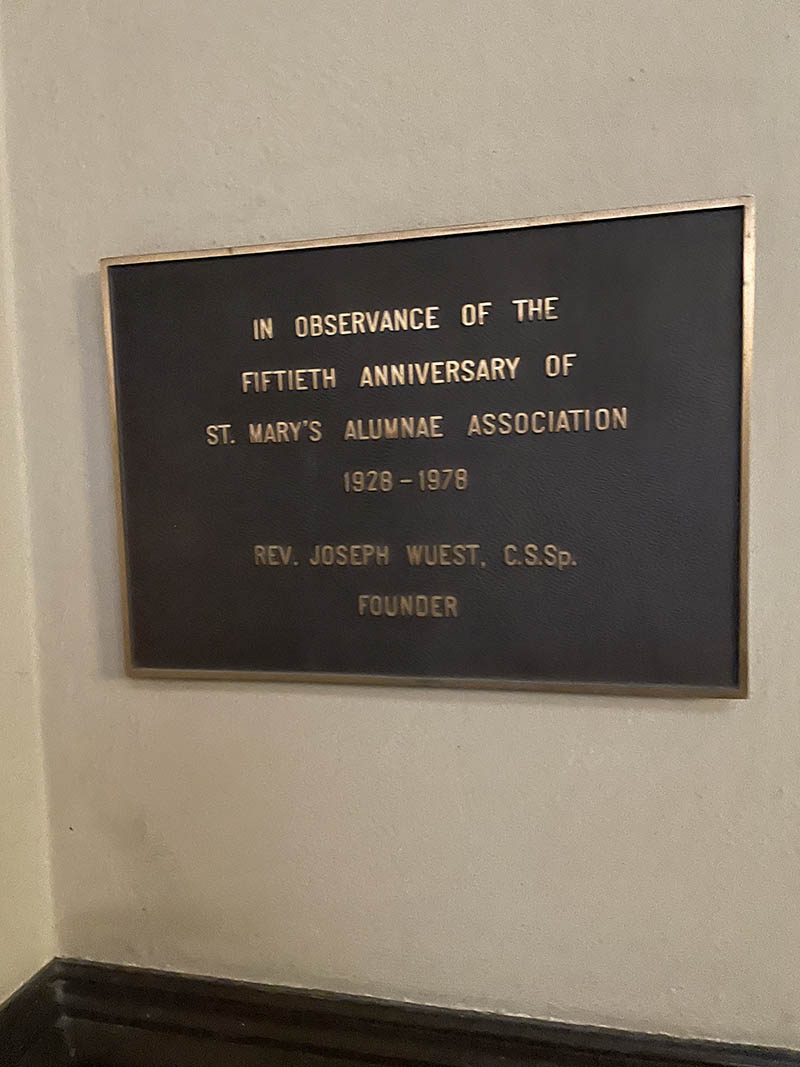 IN OBSERVANCE OF THE
FIFTIETH ANNIVERSARY OF
ST. MARY'S ALUMNAE ASSOCIATION
1928 - 1978
REV. JOSEPH WUEST, C.S.Sp.
FOUNDER